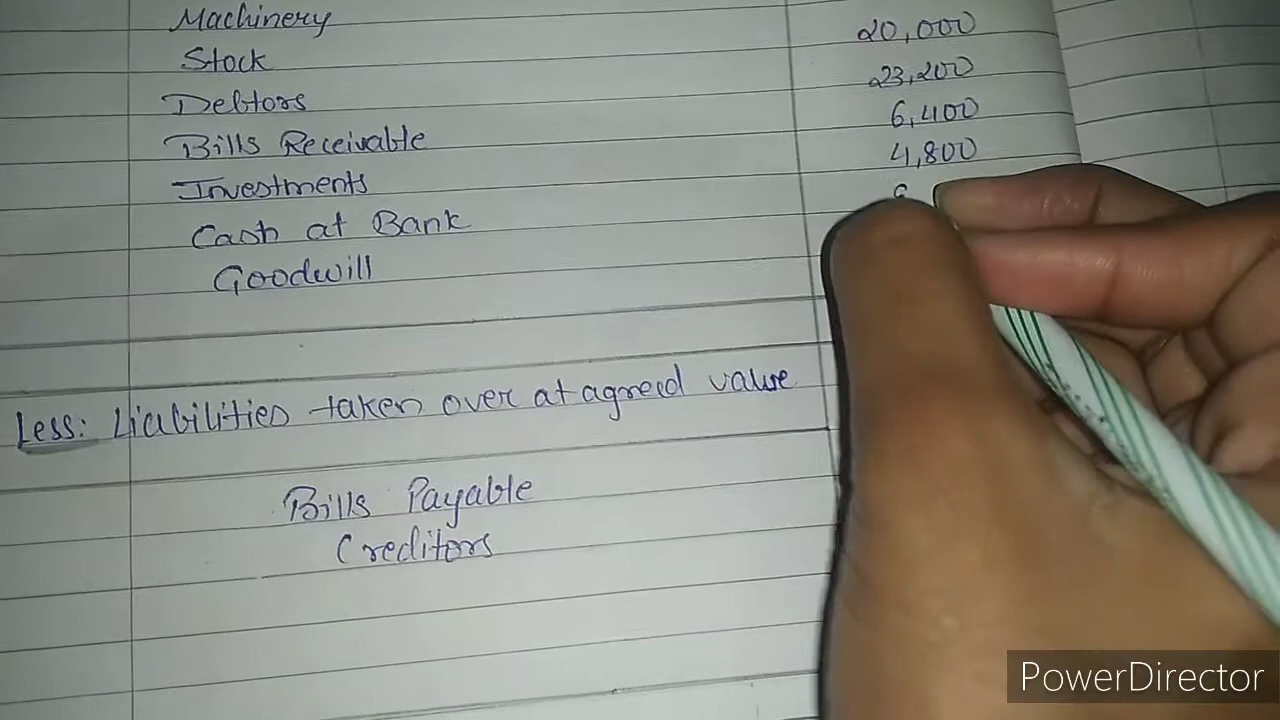 Machinery 20,000
Stock 23,200
Debtors 6,400
Bills Receivable 4,800
Investments
Cash at Bank
Goodwill
Less: Liabilities taken over at agreed value
Bills Payable
Creditors
PowerDirector